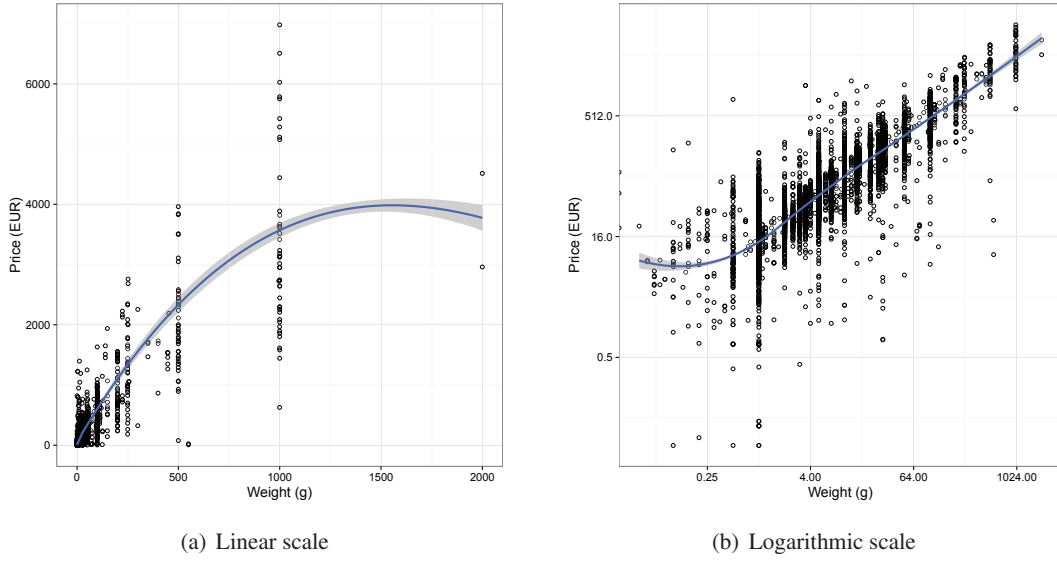 6000
4000
2000
0
Price (EUR)
0
500
1000
1500
2000
Weight (g)
(a) Linear scale
512.0
16.0
0.5
Price (EUR)
0.25
4.00
64.00
1024.00
Weight (g)
(b) Logarithmic scale